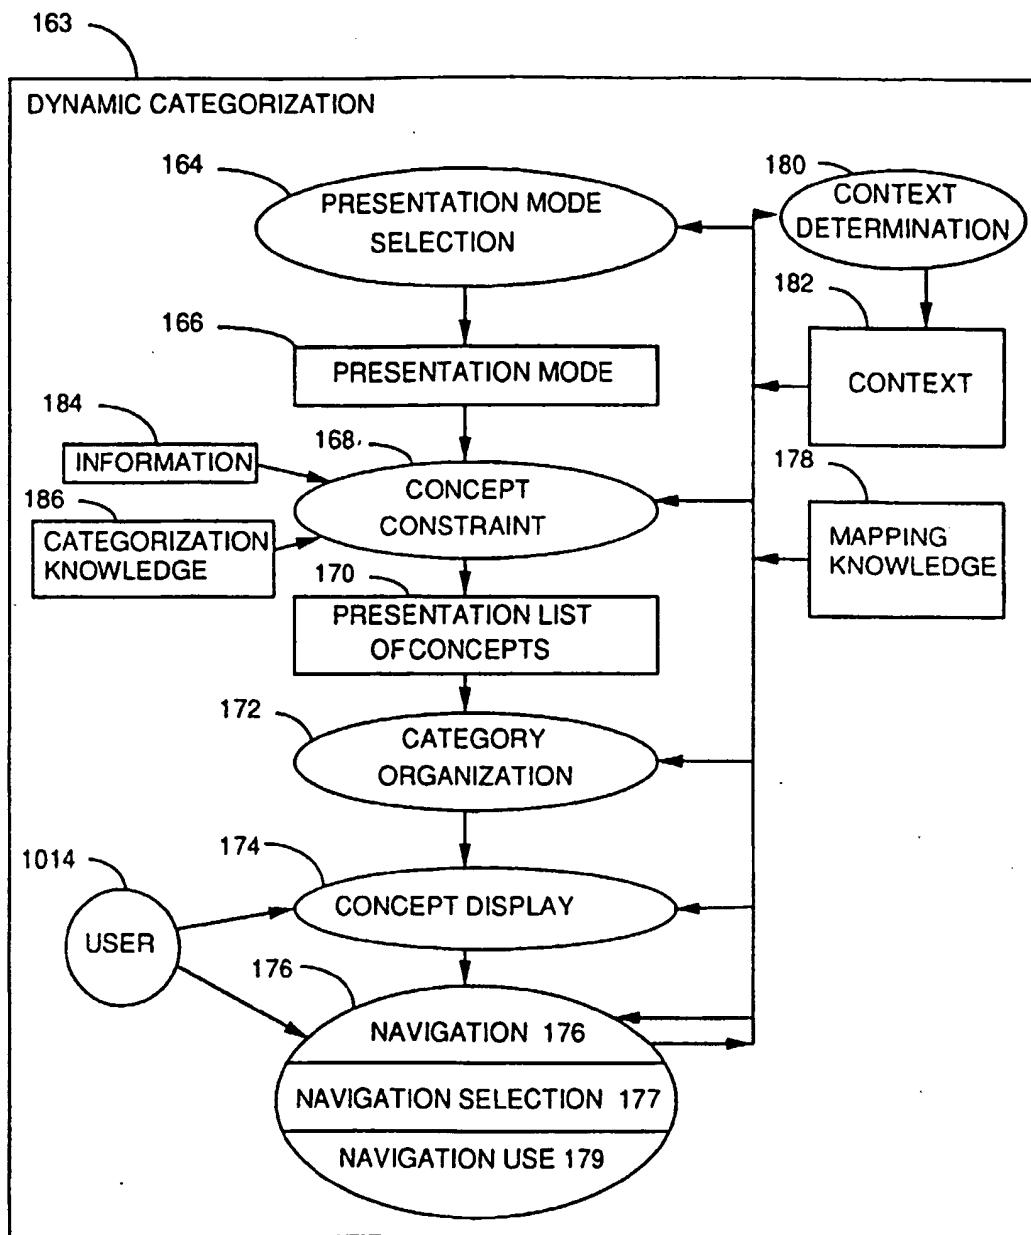 163
DYNAMIC CATEGORIZATION
164
PRESENTATION MODE
SELECTION
180
CONTEXT
DETERMINATION
182
CONTEXT
166
PRESENTATION MODE
184
INFORMATION
168
CONCEPT
CONSTRAINT
178
MAPPING
KNOWLEDGE
186
CATEGORIZATION
KNOWLEDGE
170
PRESENTATION LIST
OF CONCEPTS
172
CATEGORY
ORGANIZATION
174
CONCEPT DISPLAY
1014
USER
176
NAVIGATION 176
NAVIGATION SELECTION 177
NAVIGATION USE 179